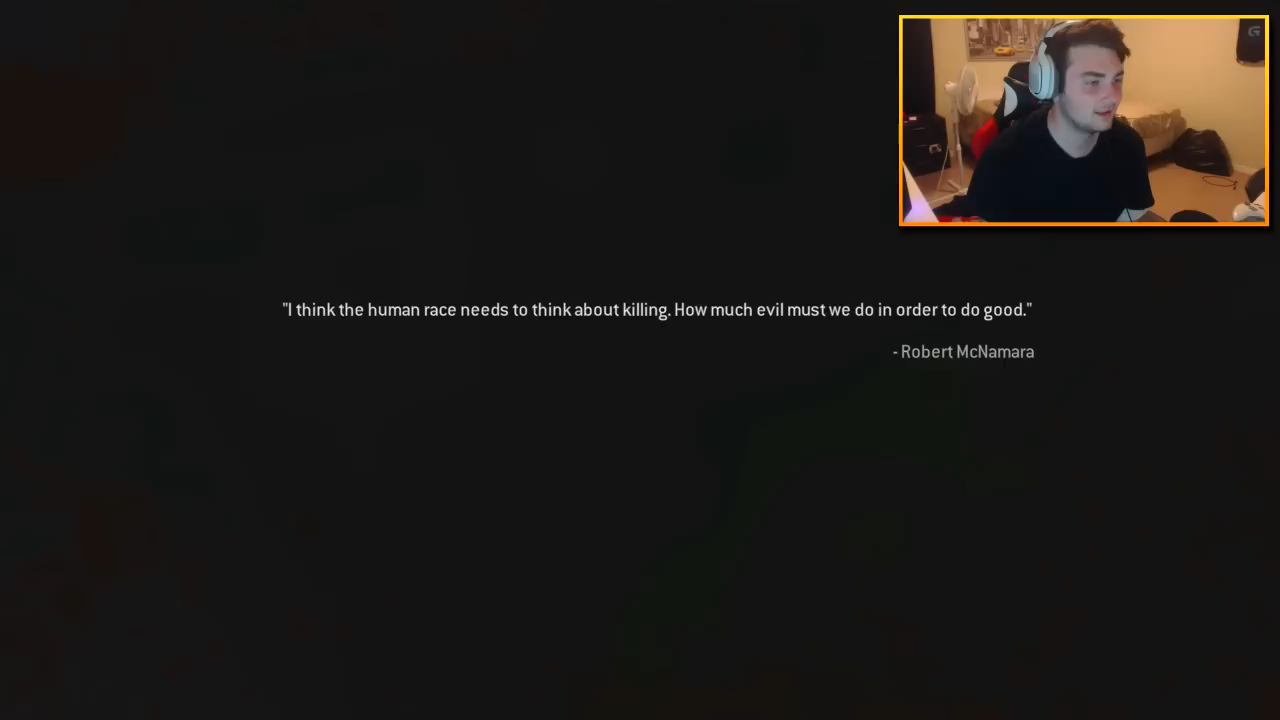 "I think the human race needs to think about killing. How much evil must we do in order to do good."
- Robert McNamara